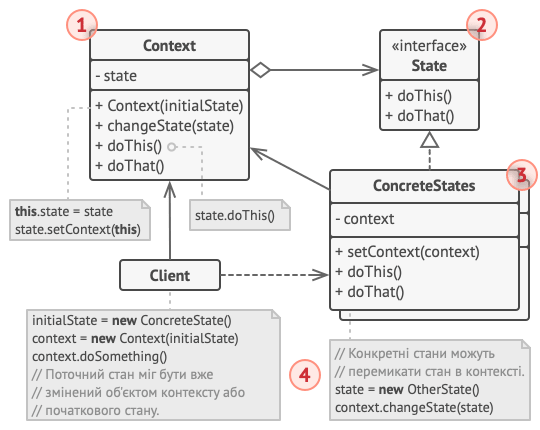 1
Context
- state
+ Context(initialState)
+ changeState(state)
+ doThis()
+ doThat()
2
«interface»
State
+ doThis()
+ doThat()
this.state = state
state.setContext(this)
state.doThis()
3
ConcreteStates
- context
+ setContext(context)
+ doThis()
+ doThat()
Client
initialState = new ConcreteState()
context = new Context(initialState)
context.doSomething()
// Поточний стан міг бути вже
// змінений об'єктом контексту або
// початкового стану.
4
// Конкретні стани можуть
// перемикати стан в контексті.
state = new OtherState()
context.changeState(state)